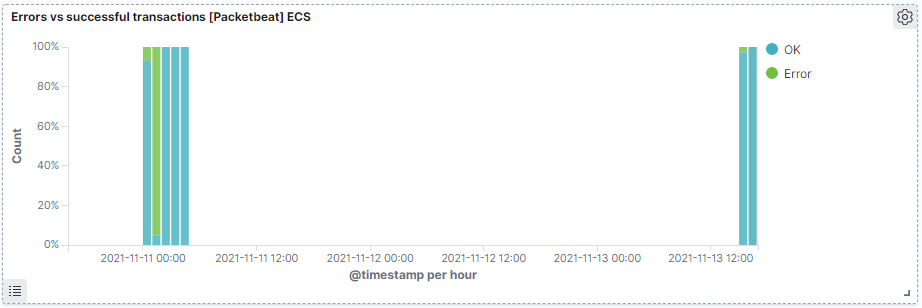 Errors vs successful transactions [Packetbeat] ECS
100%
80%
60%
40%
20%
0%
Count
2021-11-11 00:00
2021-11-11 12:00
2021-11-12 00:00
2021-11-12 12:00
2021-11-13 00:00
2021-11-13 12:00
@timestamp per hour
OK
Error